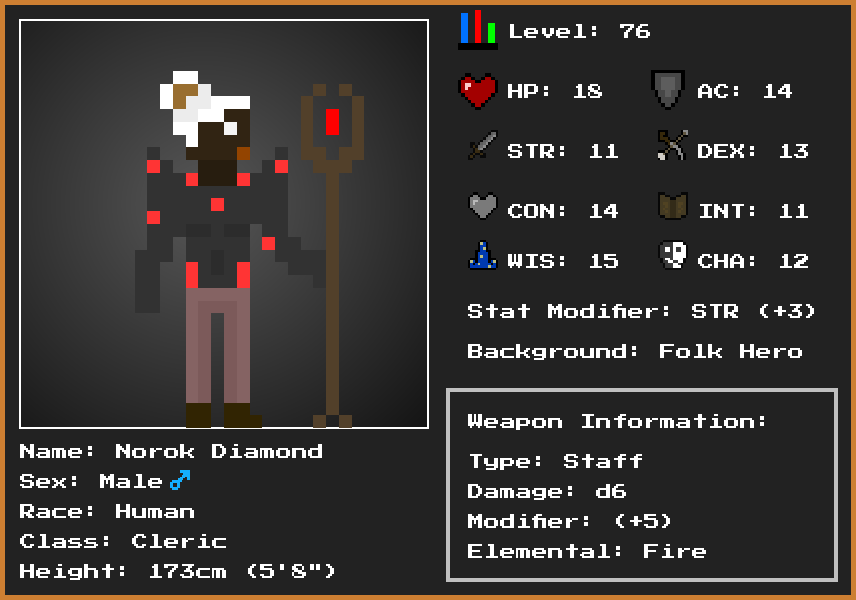 Level: 76
HP: 18
AC: 14
STR: 11
DEX: 13
CON: 14
INT: 11
WIS: 15
CHA: 12
Stat Modifier: STR (+3)
Background: Folk Hero
Weapon Information:
Type: Staff
Damage: d6
Modifier: (+5)
Elemental: Fire
Name: Norok Diamond
Sex: Male♂
Race: Human
Class: Cleric
Height: 173cm (5'8")